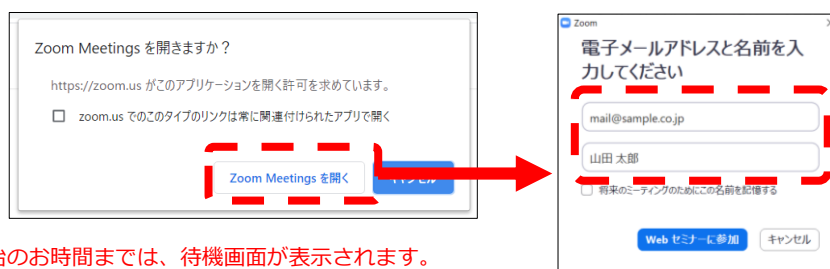 Zoom Meetings を開きますか？
https://zoom.us がこのアプリケーションを開く許可を求めています。
zoom.us でのこのタイプのリンクは常に関連付けられたアプリで開く
Zoom Meetings を開く
キャンセル
Zoom
電子メールアドレスと名前を入
力してください
mail@sample.co.jp
山田 太郎
将来のミーティングのためにこの名前を記憶する
Web セミナーに参加 キャンセル
のお時間までは、待機画面が表示されます。